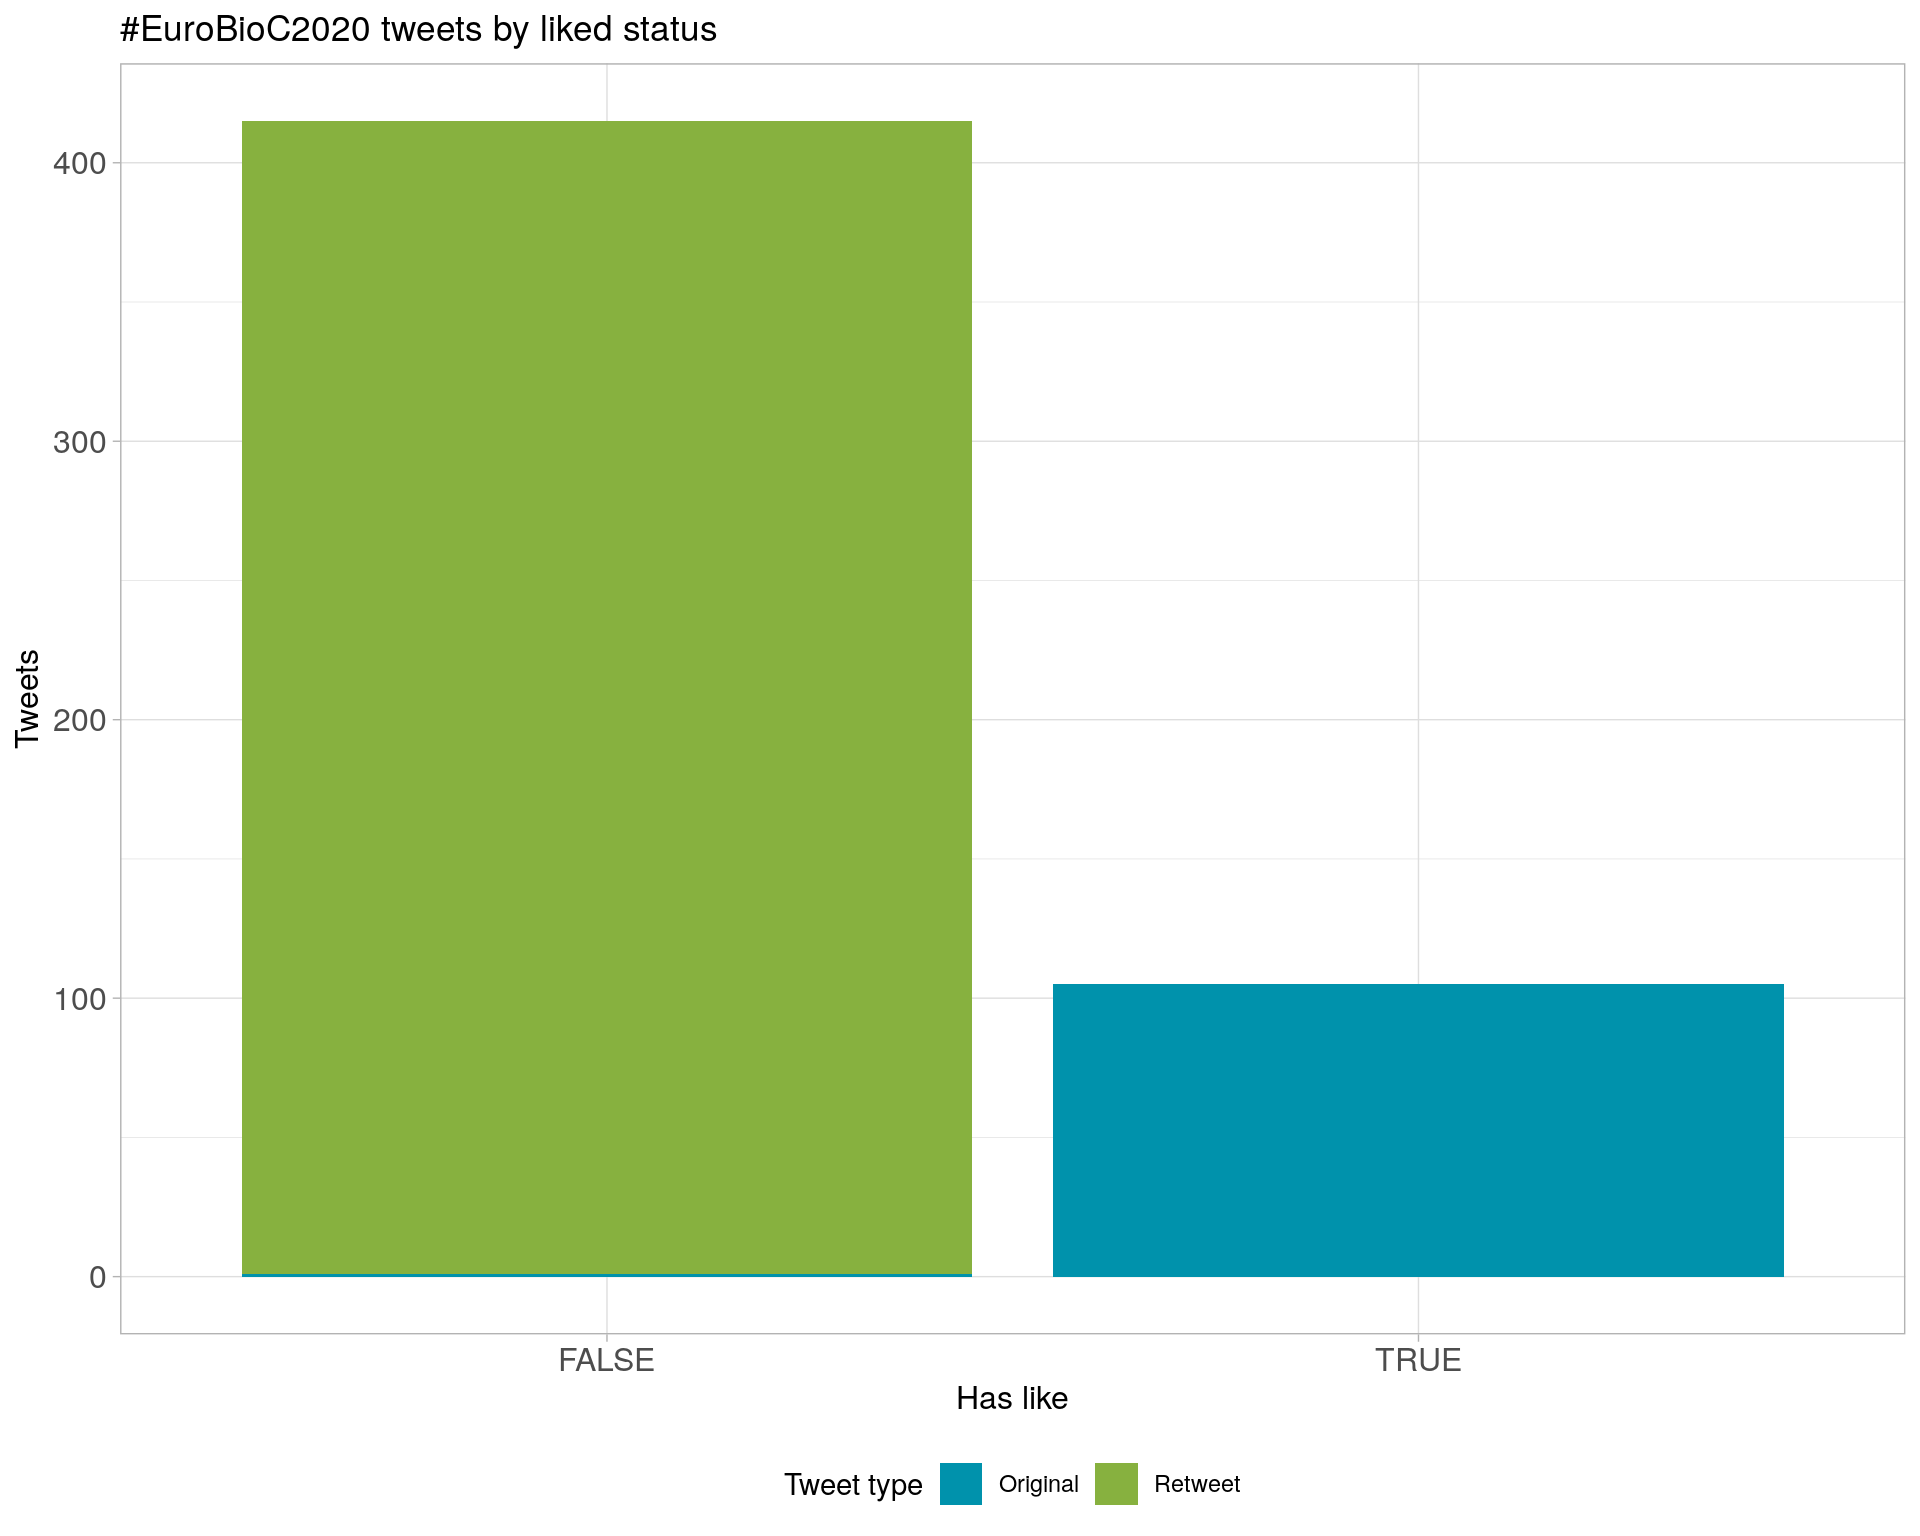 #EuroBioC2020 tweets by liked status
400
300
200
100
0
Tweets
FALSE
TRUE
Has like
Tweet type
Original
Retweet